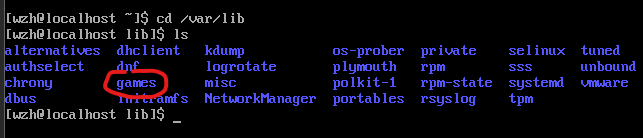 [wzh@localhost ~]$ cd /var/lib
[wzh@localhost lib]$ ls
alternatives dhclient kdump os-prober private selinux tuned
authselect dnf logrotate plymouth rpm sss unbound
chrony games misc polkit-1 rpm-state systemd vmware
dbus initramfs NetworkManager portables rsyslog tpm
[wzh@localhost lib]$ _